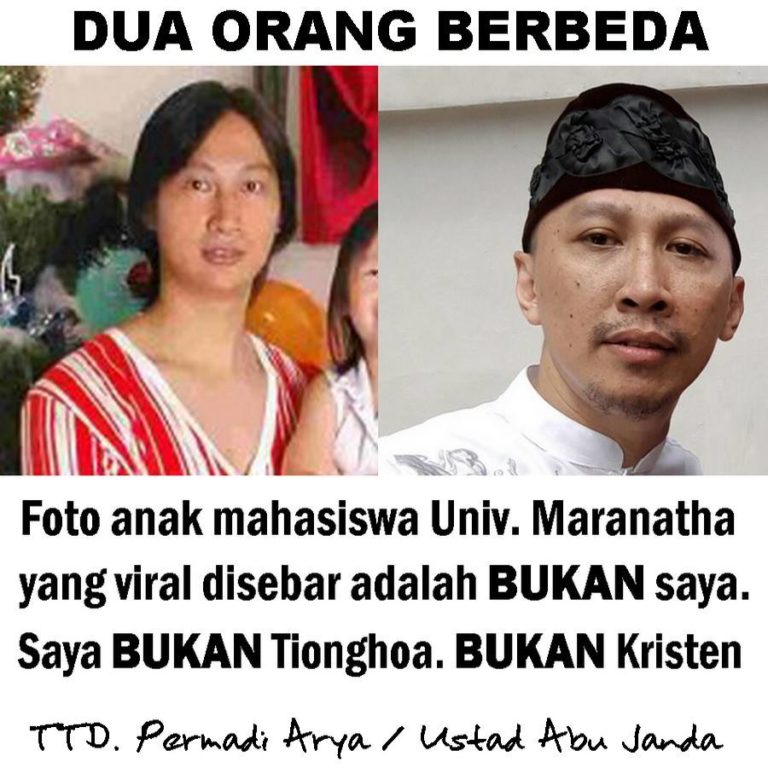 DUA ORANG BERBEDA
Foto anak mahasiswa Univ. Maranatha
yang viral disebar adalah BUKAN saya.
Saya BUKAN Tionghoa. BUKAN Kristen
TTD. Permadi Arya / Ustad Abu Janda